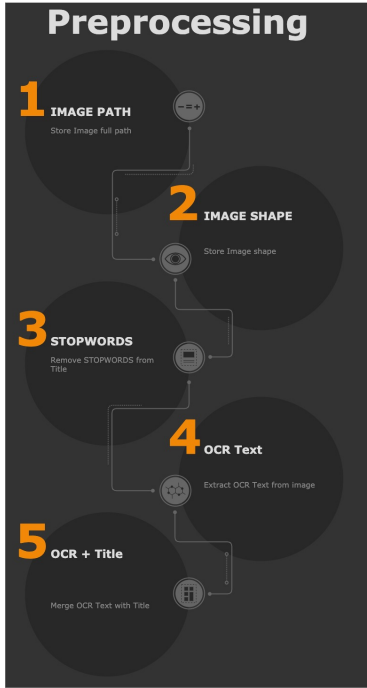 Preprocessing
1
IMAGE PATH
Store Image full path
2
IMAGE SHAPE
Store Image shape
3
STOPWORDS
Remove STOPWORDS from
Title
4
OCR Text
Extract OCR Text from image
5
OCR + Title
Merge OCR Text with Title